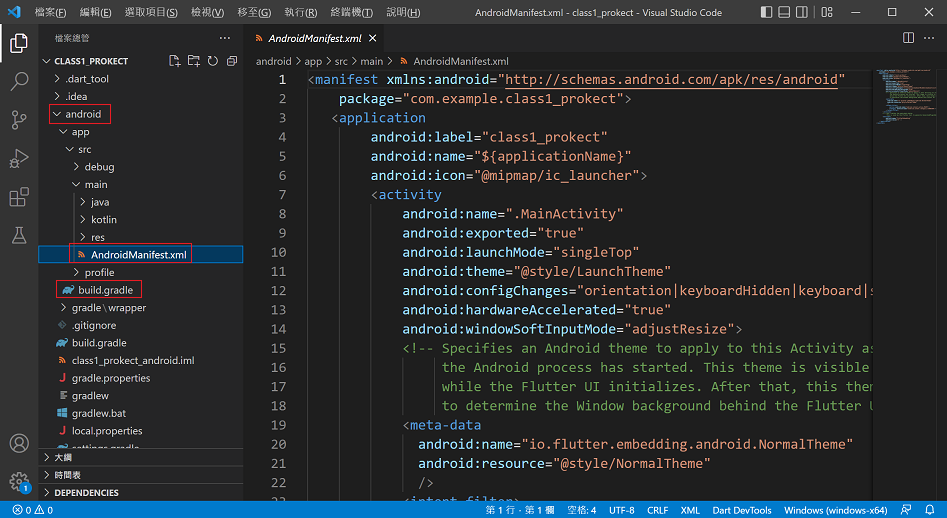 檔案(F) 編輯(E) 選取項目(S) 檢視(V) 移至(G) 執行(R) 終端機(T) 說明(H) AndroidManifest.xml - class1_prokect - Visual Studio Code
檔案總管
CLASS1_PROKECT
.dart_tool
.idea
android
app
src
debug
main
java
kotlin
res
AndroidManifest.xml
profile
build.gradle
gradle\wrapper
.gitignore
build.gradle
class1_prokect_android.iml
gradle.properties
gradlew
gradlew.bat
local.properties
settings.gradle
大綱
時間表
DEPENDENCIES
1
AndroidManifest.xml
android > app > src > main > AndroidManifest.xml
1 <manifest xmlns:android="http://schemas.android.com/apk/res/android"
2 package="com.example.class1_prokect">
3 <application
4 android:label="class1_prokect"
5 android:name="${applicationName}"
6 android:icon="@mipmap/ic_launcher">
7 <activity
8 android:name=".MainActivity"
9 android:exported="true"
10 android:launchMode="singleTop"
11 android:theme="@style/LaunchTheme"
12 android:configChanges="orientation|keyboardHidden|keyboard|s
13 android:hardwareAccelerated="true"
14 android:windowSoftInputMode="adjustResize">
15 <!-- Specifies an Android theme to apply to this Activity as
16 the Android process has started. This theme is visible
17 while the Flutter UI initializes. After that, this them
18 to determine the Window background behind the Flutter U
19 <meta-data
20 android:name="io.flutter.embedding.android.NormalTheme"
21 android:resource="@style/NormalTheme"
22 />
23 <intent-filter>
0 0 第 1 行，第 1 欄 空格: 4 UTF-8 CRLF XML Dart DevTools Windows (windows-x64)